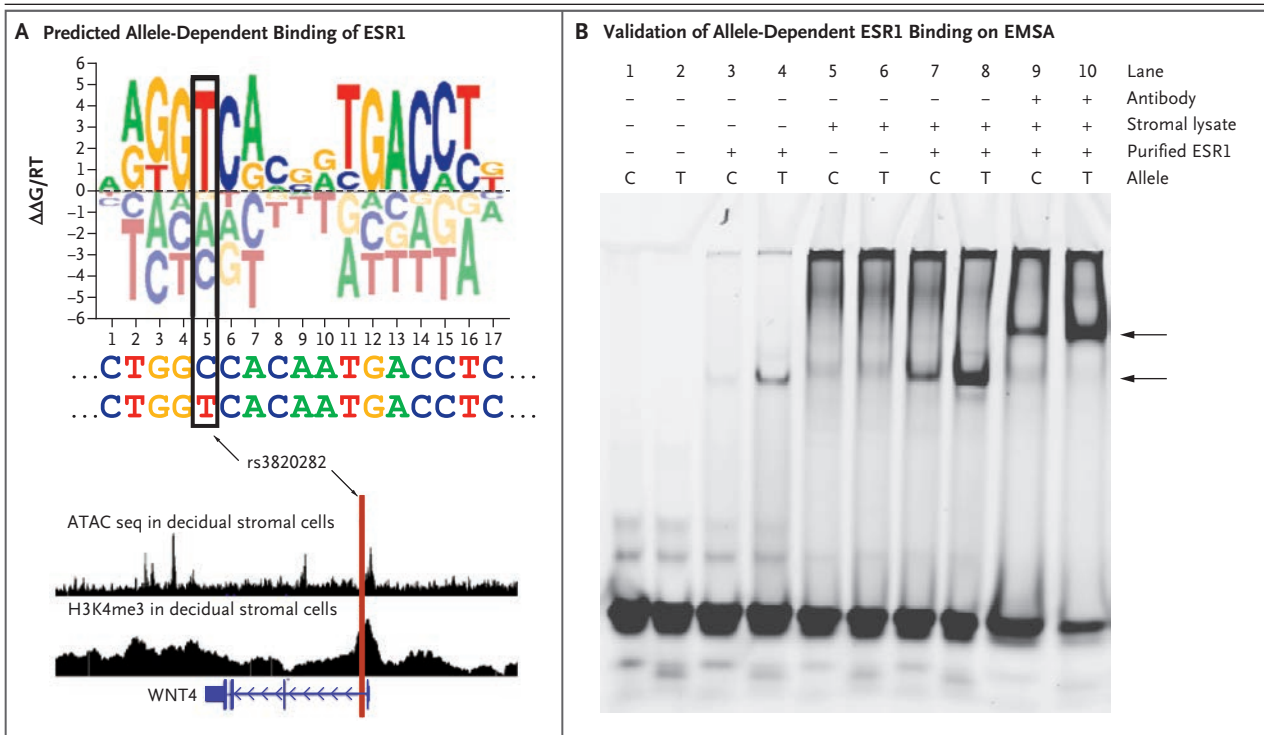 A Predicted Allele-Dependent Binding of ESR1
6
5
4
3
2
1
0
−1
−2
−3
−4
−5
−6
ΔΔG/RT
1 2 3 4 5 6 7 8 9 10 11 12 13 14 15 16 17
...CTGGCCACAATGACCTC...
...CTGGTCACAATGACCTC...
rs3820282
ATAC seq in decidual stromal cells
H3K4me3 in decidual stromal cells
WNT4
B Validation of Allele-Dependent ESR1 Binding on EMSA
1 2 3 4 5 6 7 8 9 10 Lane
– – – – – – – – + + Antibody
– – – – + + + + + + Stromal lysate
– – + + – – + + + + Purified ESR1
C T C T C T C T C T Allele